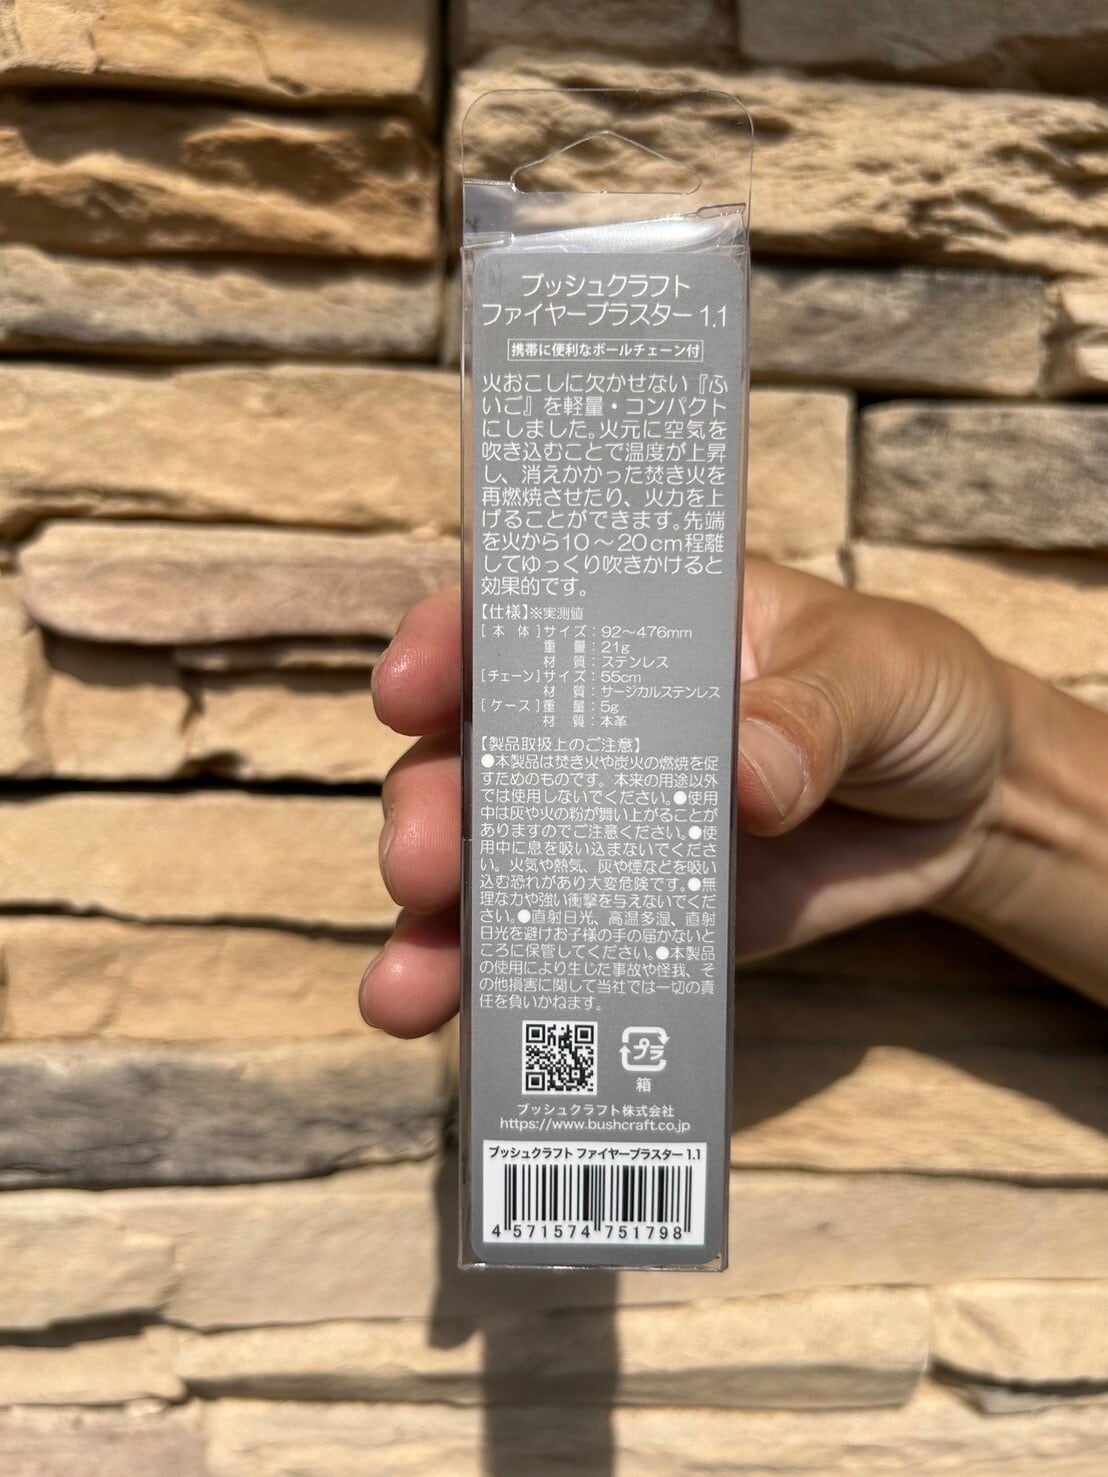 ブッシュクラフト
ファイヤーブラスター 1.1
携帯に便利なボールチェーン付
火おこしに欠かせない『ふ
いご』を軽量・コンパクト
にしました。火元に空気を
吹き込むことで温度が上昇
し、消えかかった焚き火を
再燃焼させたり、火力を上
げることができます。先端
を火から10～20cm程離
してゆっくり吹きかけると
効果的です。
【仕様】※実測値
[本 体]サイズ：92～476mm
重 量：21g
材 質：ステンレス
[チェーン]サイズ：55cm
材 質：サージカルステンレス
[ケース]重 量：5g
材 質：本革
【製品取扱上のご注意】
●本製品は焚き火や炭火の燃焼を促
すためのものです。本来の用途以外
では使用しないでください。●使用
中は灰や火の粉が舞い上がることが
ありますのでご注意ください。●使
用中に息を吸い込まないでくださ
い。火気や熱気、灰や煙などを吸い
込む恐れがあり大変危険です。●無
理な力や強い衝撃を与えないでくだ
さい。●直射日光、高温多湿、直射
日光を避けお子様の手の届かないと
ころに保管してください。●本製品
の使用により生じた事故や怪我、そ
の他損害に関して当社では一切の責
任を負いかねます。
プラ
箱
ブッシュクラフト株式会社
https://www.bushcraft.co.jp
ブッシュクラフト ファイヤーブラスター 1.1
4 571574 751798